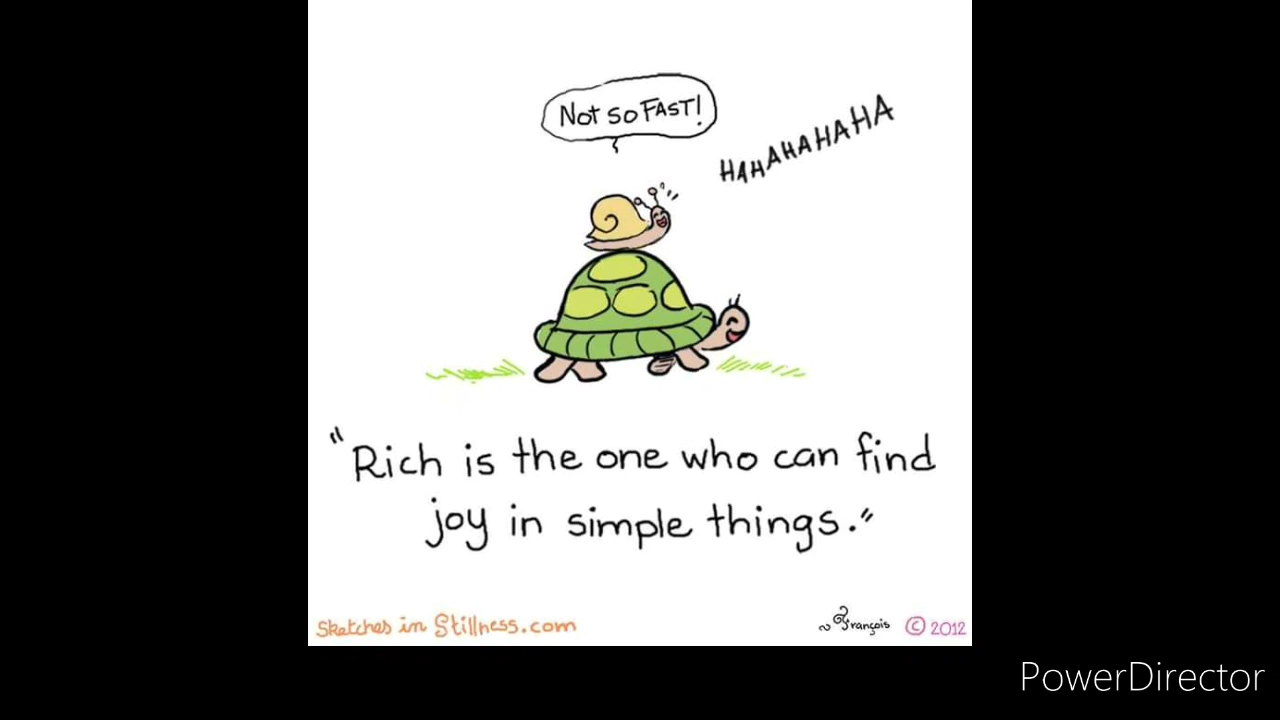 Not so FAST!
HAHAHAHAHA
"Rich is the one who can find
joy in simple things."
Sketches in Stillness.com
~ François © 2012
PowerDirector